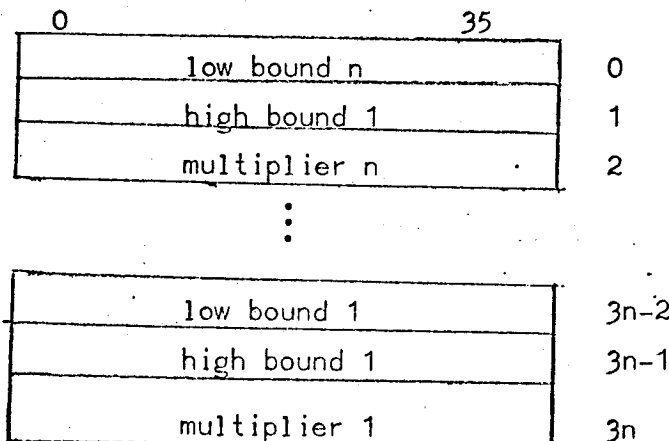 0 35
low bound n 0
high bound 1 1
multiplier n 2
low bound 1 3n-2
high bound 1 3n-1
multiplier 1 3n